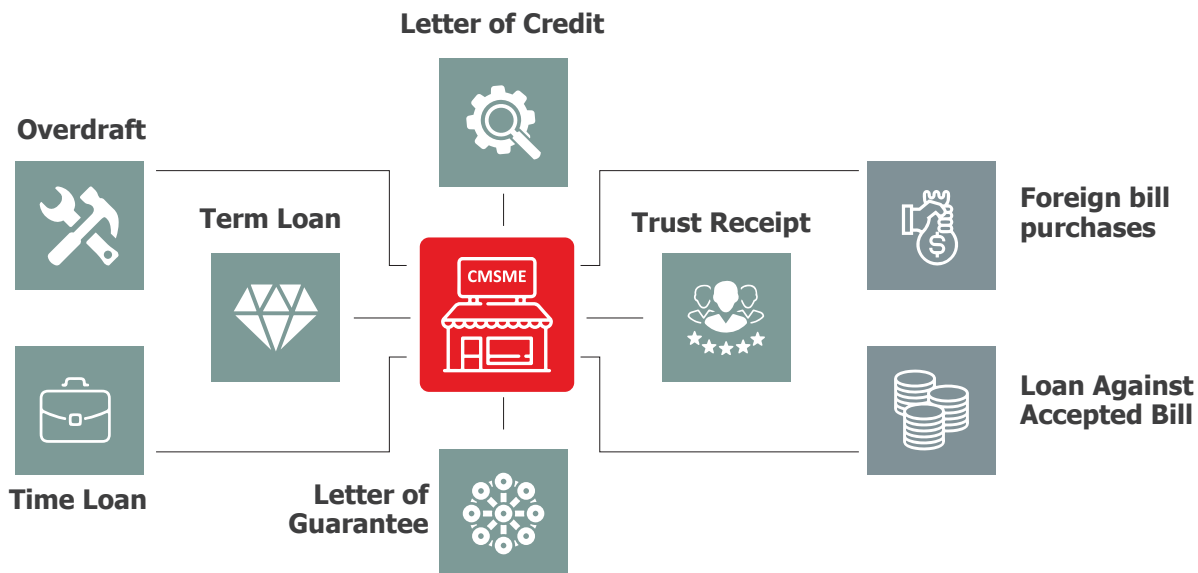 Letter of Credit
Overdraft
Term Loan
CMSME
Trust Receipt
Foreign bill
purchases
Time Loan
Letter of
Guarantee
Loan Against
Accepted Bill